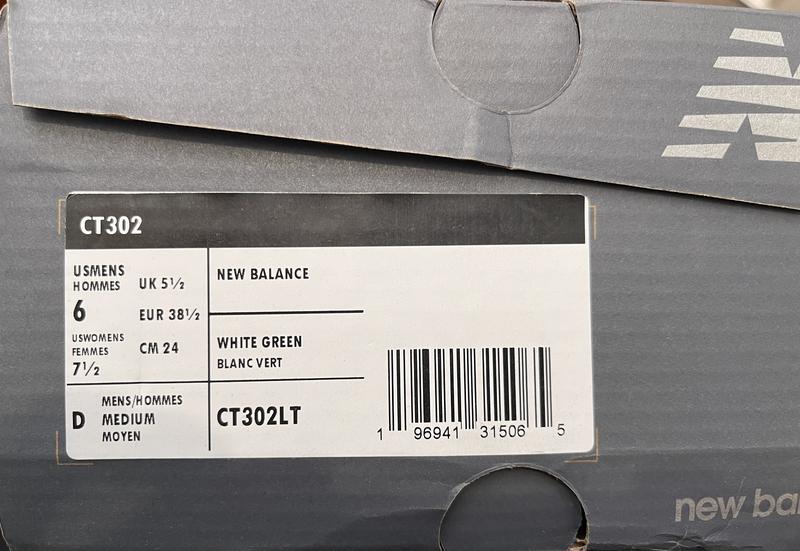 CT302
USMENS
HOMMES
6
UK 5½
EUR 38½
USWOMENS
FEMMES
7½
CM 24
D
MENS/HOMMES
MEDIUM
MOYEN
NEW BALANCE
WHITE GREEN
BLANC VERT
CT302LT
1 96941 31506 5
new bal